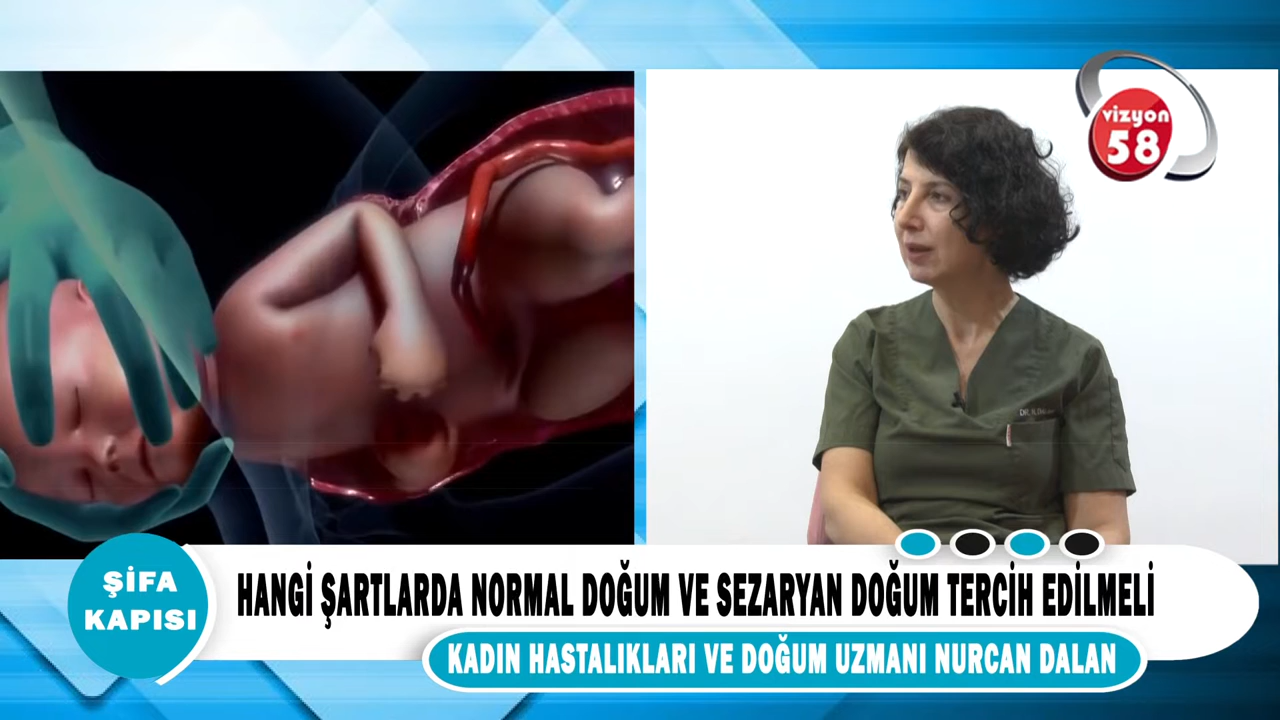 vizyon
58
ŞİFA
KAPISI
HANGİ ŞARTLARDA NORMAL DOĞUM VE SEZARYAN DOĞUM TERCİH EDİLMELİ
KADIN HASTALIKLARI VE DOĞUM UZMANI NURCAN DALAN